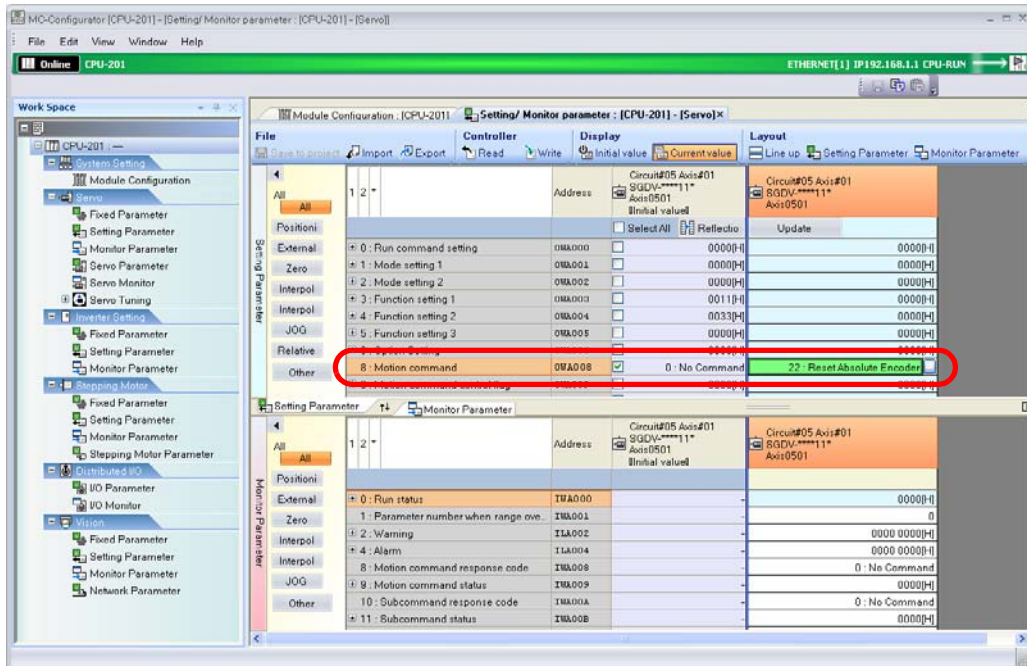 MC-Configurator [CPU-201] - [Setting/ Monitor parameter : [CPU-201] - [Servo]]
File Edit View Window Help
Online CPU-201 ETHERNET[1] IP192.168.1.1 CPU-RUN
Work Space
CPU-201 : —
System Setting
Module Configuration
Servo
Fixed Parameter
Setting Parameter
Monitor Parameter
Servo Parameter
Servo Monitor
Servo Tuning
Inverter Setting
Fixed Parameter
Setting Parameter
Monitor Parameter
Stepping Motor
Fixed Parameter
Setting Parameter
Monitor Parameter
Stepping Motor Parameter
Distributed I/O
I/O Parameter
I/O Monitor
Vision
Fixed Parameter
Setting Parameter
Monitor Parameter
Network Parameter
Module Configuration : [CPU-201] Setting/ Monitor parameter : [CPU-201] - [Servo]
File Controller Display Layout
Save to project Import Export Read Write Initial value Current value Line up Setting Parameter Monitor Parameter
Setting Parameter
All
All
Positioni
External
Zero
Interpol
Interpol
JOG
Relative
Other
1 2 * Address
Circuit#05 Axis#01
SGDV-****11*
Axis0501
[Initial value]
Circuit#05 Axis#01
SGDV-****11*
Axis0501
Select All Reflectio Update
0 : Run command setting OWA000 0000[H] 0000[H]
1 : Mode setting 1 OWA001 0000[H] 0000[H]
2 : Mode setting 2 OWA002 0000[H] 0000[H]
3 : Function setting 1 OWA003 0011[H] 0000[H]
4 : Function setting 2 OWA004 0033[H] 0000[H]
5 : Function setting 3 OWA005 0000[H] 0000[H]
8 : Motion command OWA008 0 : No Command 22 : Reset Absolute Encoder
Setting Parameter Monitor Parameter
Monitor Parameter
All
All
Positioni
External
Zero
Interpol
Interpol
JOG
Other
1 2 * Address
Circuit#05 Axis#01
SGDV-****11*
Axis0501
[Initial value]
Circuit#05 Axis#01
SGDV-****11*
Axis0501
0 : Run status IWA000 - 0000[H]
1 : Parameter number when range ove.. IWA001 - 0
2 : Warning ILA002 - 0000 0000[H]
4 : Alarm ILA004 - 0000 0000[H]
8 : Motion command response code IWA008 - 0 : No Command
9 : Motion command status IWA009 - 0000[H]
10 : Subcommand response code IWA00A - 0 : No Command
11 : Subcommand status IWA00B - 0000[H]